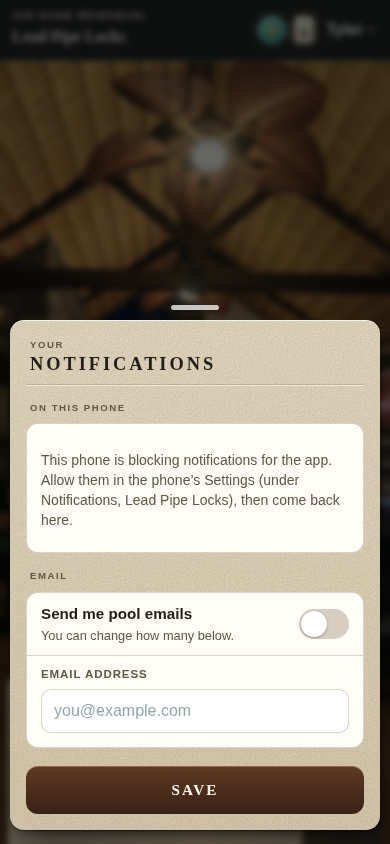 Lead Pipe Locks
Tyler
YOUR
NOTIFICATIONS
ON THIS PHONE
This phone is blocking notifications for the app.
Allow them in the phone’s Settings (under
Notifications, Lead Pipe Locks), then come back
here.
EMAIL
Send me pool emails
You can change how many below.
EMAIL ADDRESS
you@example.com
SAVE